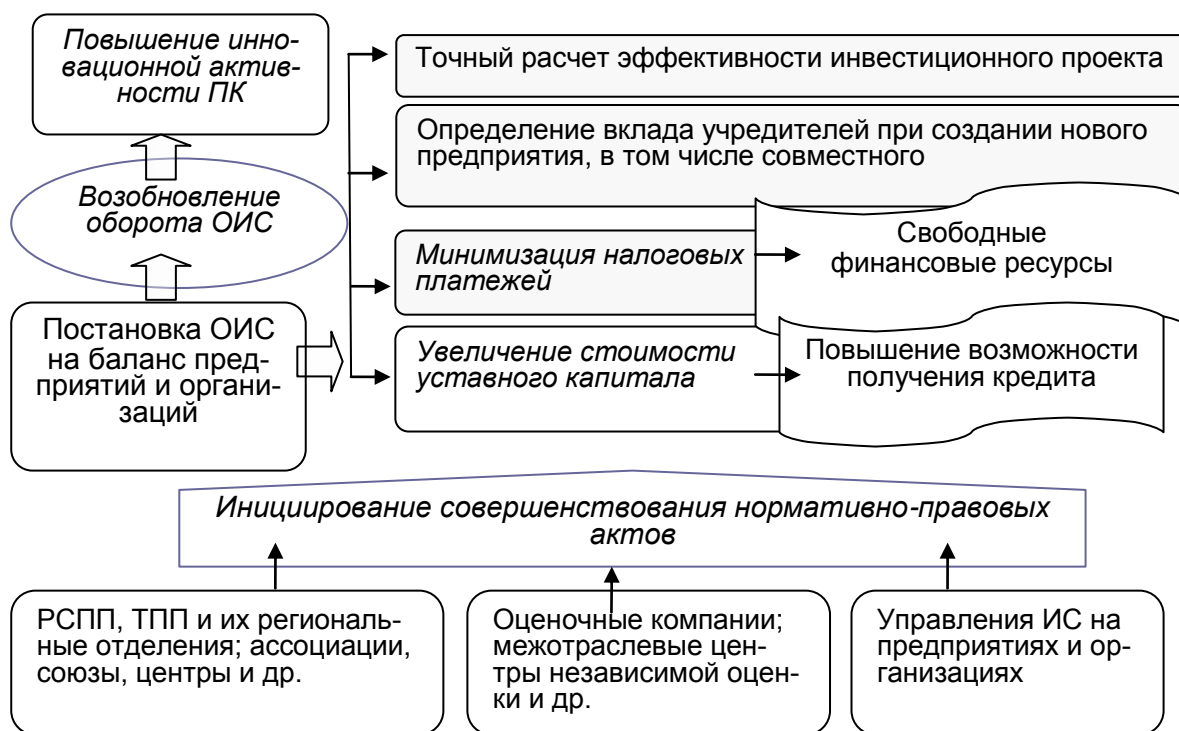 Повышение инно-
вационной актив-
ности ПК
Возобновление
оборота ОИС
Постановка ОИС
на баланс пред-
приятий и органи-
заций
Точный расчет эффективности инвестиционного проекта
Определение вклада учредителей при создании нового
предприятия, в том числе совместного
Минимизация налоговых
платежей
Свободные
финансовые ресурсы
Увеличение стоимости
уставного капитала
Повышение возможности
получения кредита
Инициирование совершенствования нормативно-правовых
актов
РСПП, ТПП и их региональ-
ные отделения; ассоциации,
союзы, центры и др.
Оценочные компании;
межотраслевые цен-
тры независимой оцен-
ки и др.
Управления ИС на
предприятиях и ор-
ганизациях